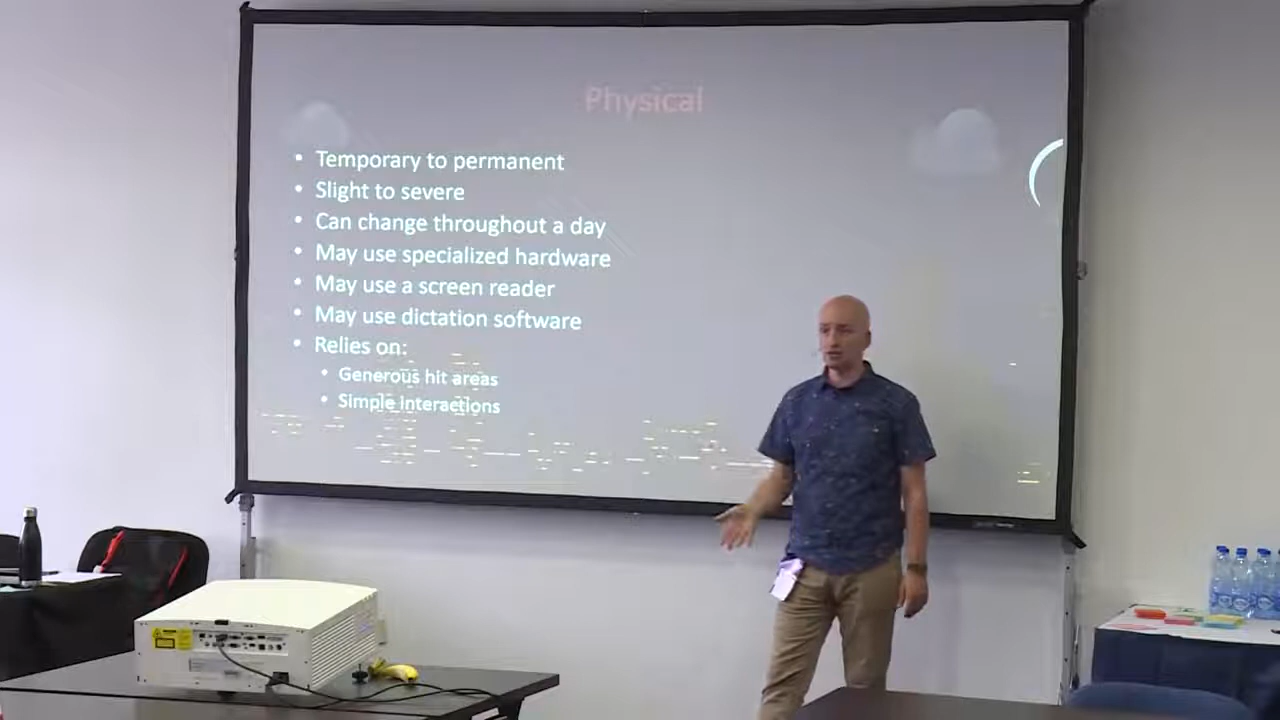 Physical
• Temporary to permanent
• Slight to severe
• Can change throughout a day
• May use specialized hardware
• May use a screen reader
• May use dictation software
• Relies on:
• Generous hit areas
• Simple interactions